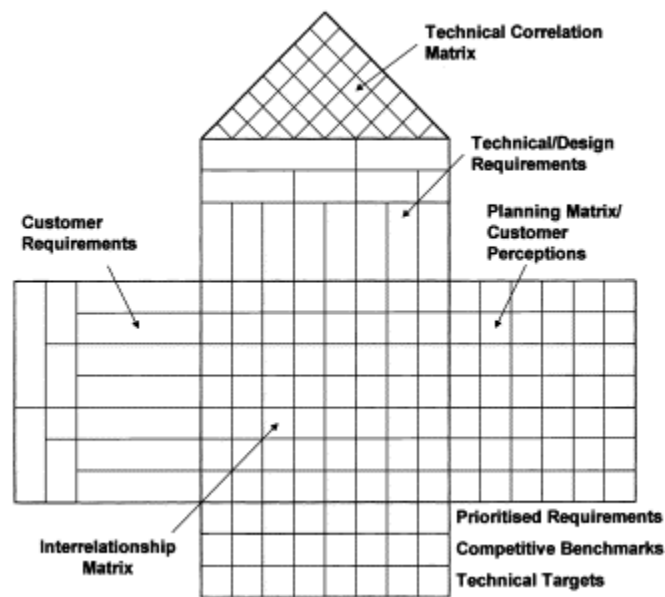 Technical Correlation
Matrix
Technical/Design
Requirements
Customer
Requirements
Planning Matrix/
Customer
Perceptions
Interrelationship
Matrix
Prioritised Requirements
Competitive Benchmarks
Technical Targets